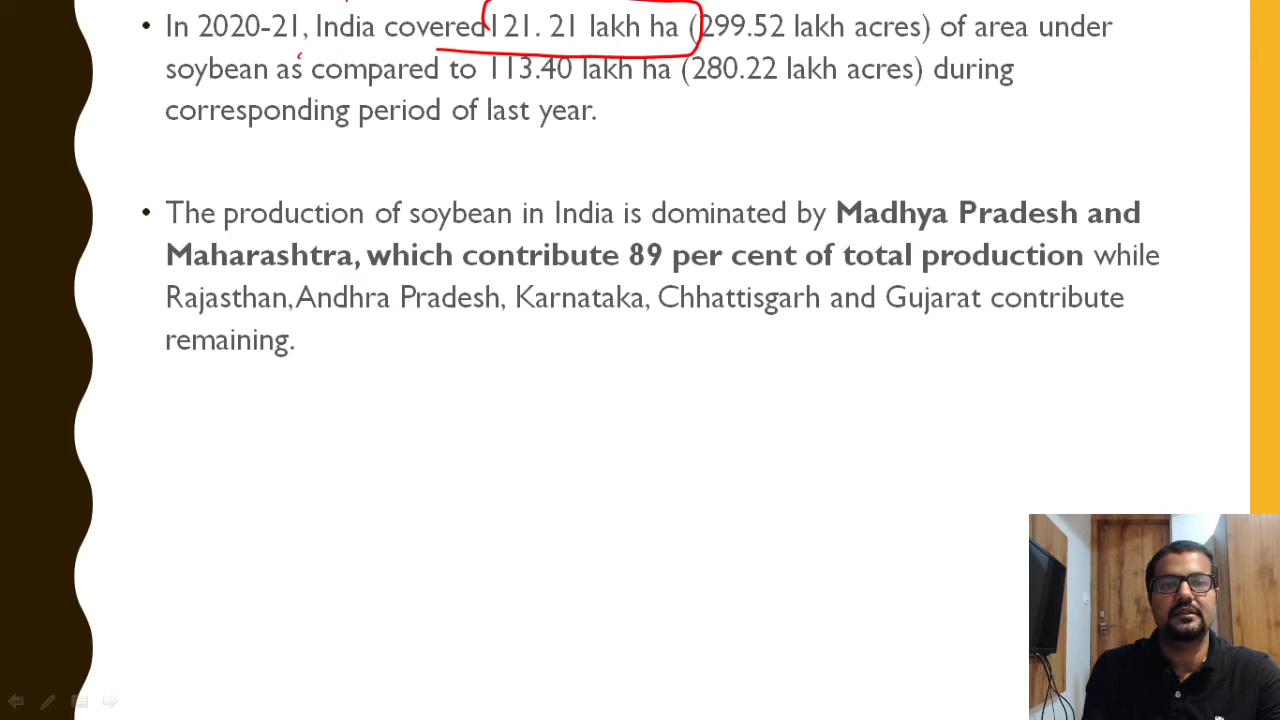 • In 2020-21, India covered 121. 21 lakh ha (299.52 lakh acres) of area under
soybean as compared to 113.40 lakh ha (280.22 lakh acres) during
corresponding period of last year.
• The production of soybean in India is dominated by Madhya Pradesh and
Maharashtra, which contribute 89 per cent of total production while
Rajasthan, Andhra Pradesh, Karnataka, Chhattisgarh and Gujarat contribute
remaining.